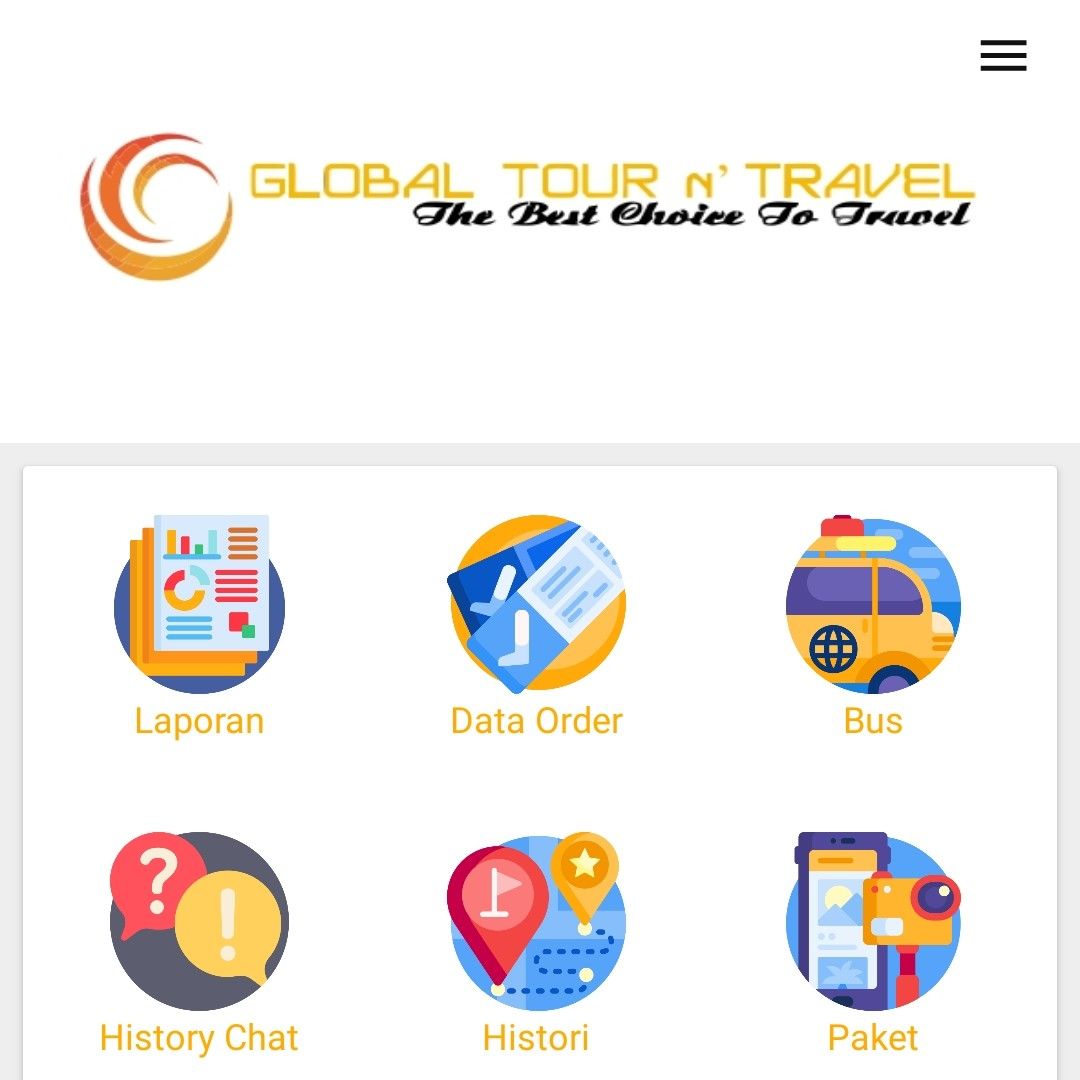 GLOBAL TOUR n' TRAVEL
The Best Choice To Travel
Laporan
Data Order
Bus
History Chat
Histori
Paket